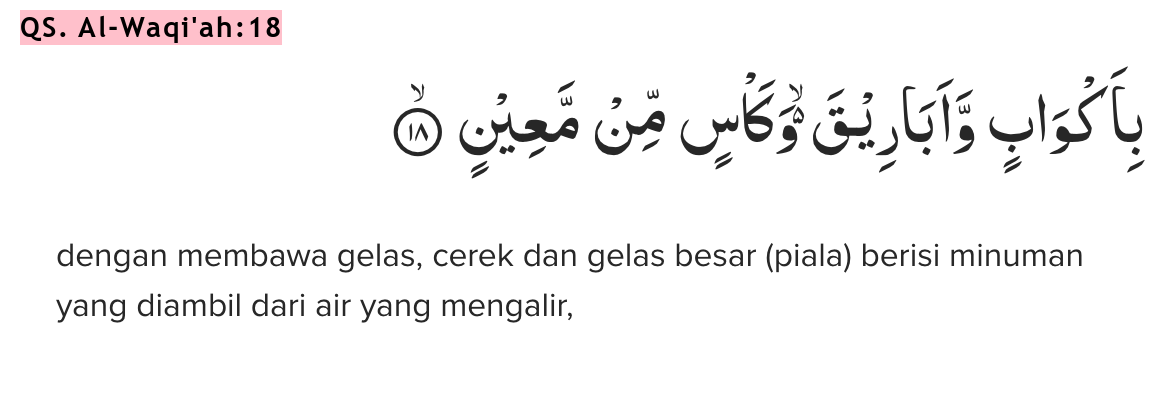 QS. Al-Waqi'ah:18
بِاَكْوَابٍ وَّاَبَارِيْقَۙ وَكَأْسٍ مِّنْ مَّعِيْنٍۙ ١٨
dengan membawa gelas, cerek dan gelas besar (piala) berisi minuman
yang diambil dari air yang mengalir,